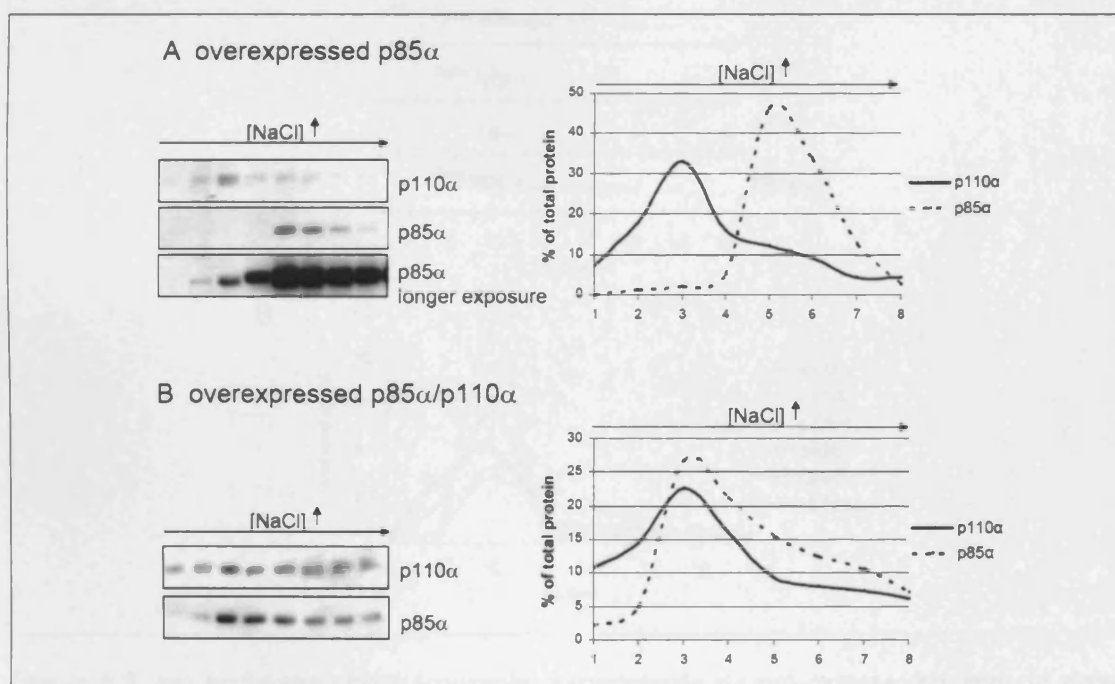 A overexpressed p85α
[NaCl] ↑
p110α
p85α
p85α
longer exposure
[NaCl] ↑
% of total protein
50
40
30
20
10
0
1 2 3 4 5 6 7 8
p110α
p85α
B overexpressed p85α/p110α
[NaCl] ↑
p110α
p85α
[NaCl] ↑
% of total protein
30
25
20
15
10
5
0
1 2 3 4 5 6 7 8
p110α
p85α